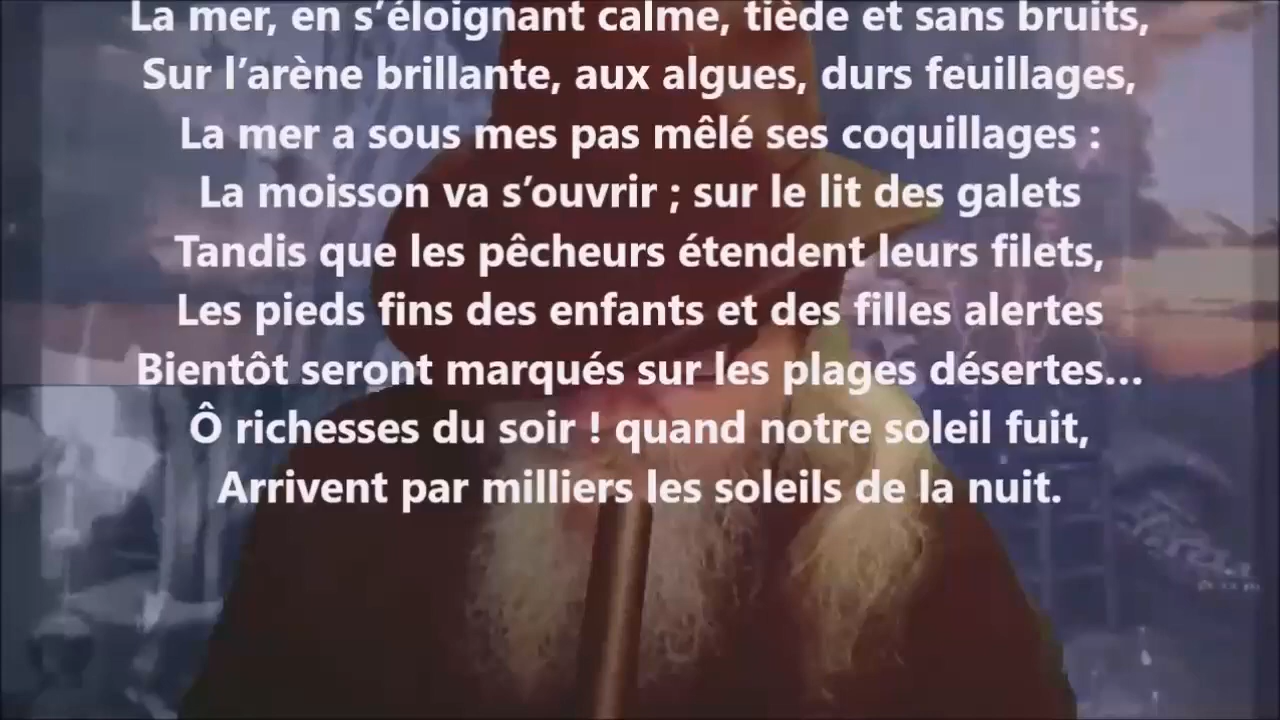 La mer, en s’éloignant calme, tiède et sans bruits,
Sur l’arène brillante, aux algues, durs feuillages,
La mer a sous mes pas mêlé ses coquillages :
La moisson va s’ouvrir ; sur le lit des galets
Tandis que les pêcheurs étendent leurs filets,
Les pieds fins des enfants et des filles alertes
Bientôt seront marqués sur les plages désertes...
Ô richesses du soir ! quand notre soleil fuit,
Arrivent par milliers les soleils de la nuit.